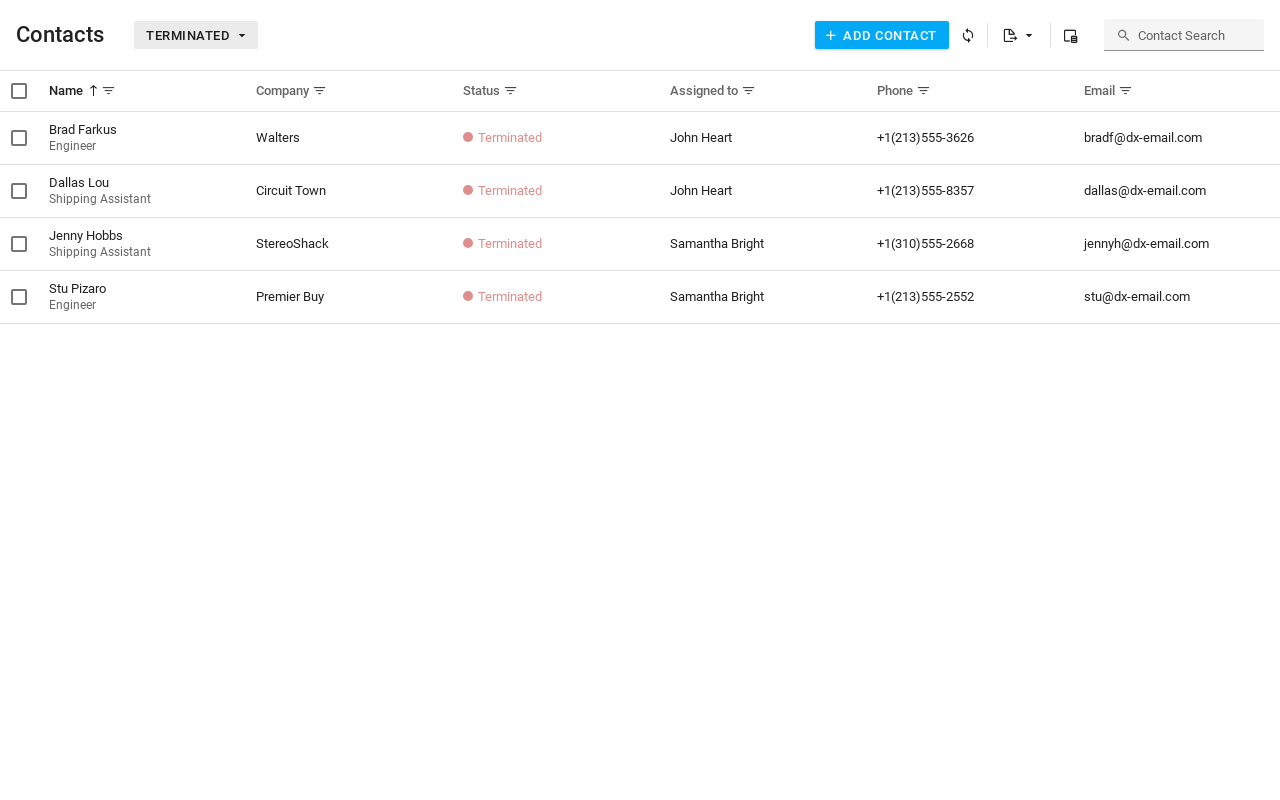 Contacts
TERMINATED
ADD CONTACT
Contact Search
Name
Company
Status
Assigned to
Phone
Email
Brad Farkus
Engineer
Walters
Terminated
John Heart
+1(213)555-3626
bradf@dx-email.com
Dallas Lou
Shipping Assistant
Circuit Town
Terminated
John Heart
+1(213)555-8357
dallas@dx-email.com
Jenny Hobbs
Shipping Assistant
StereoShack
Terminated
Samantha Bright
+1(310)555-2668
jennyh@dx-email.com
Stu Pizaro
Engineer
Premier Buy
Terminated
Samantha Bright
+1(213)555-2552
stu@dx-email.com